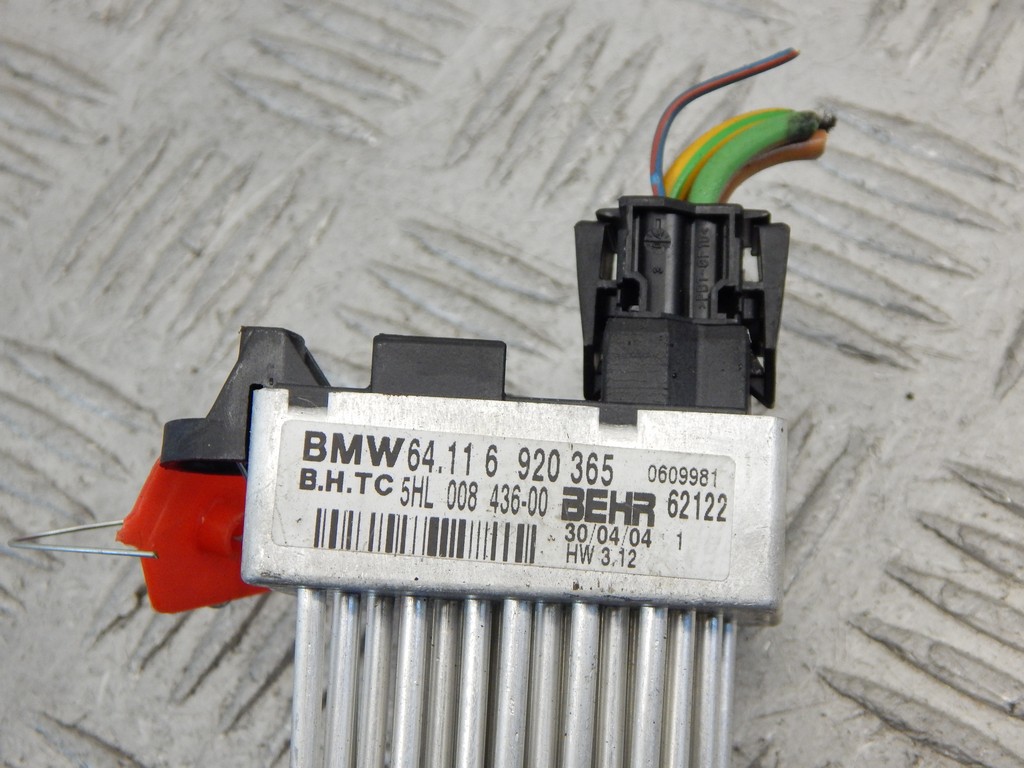 BMW 64.11 6 920 365 0609981
B.H.TC 5HL 008 436-00 BEHR 62122
30/04/04 1
HW 3.12